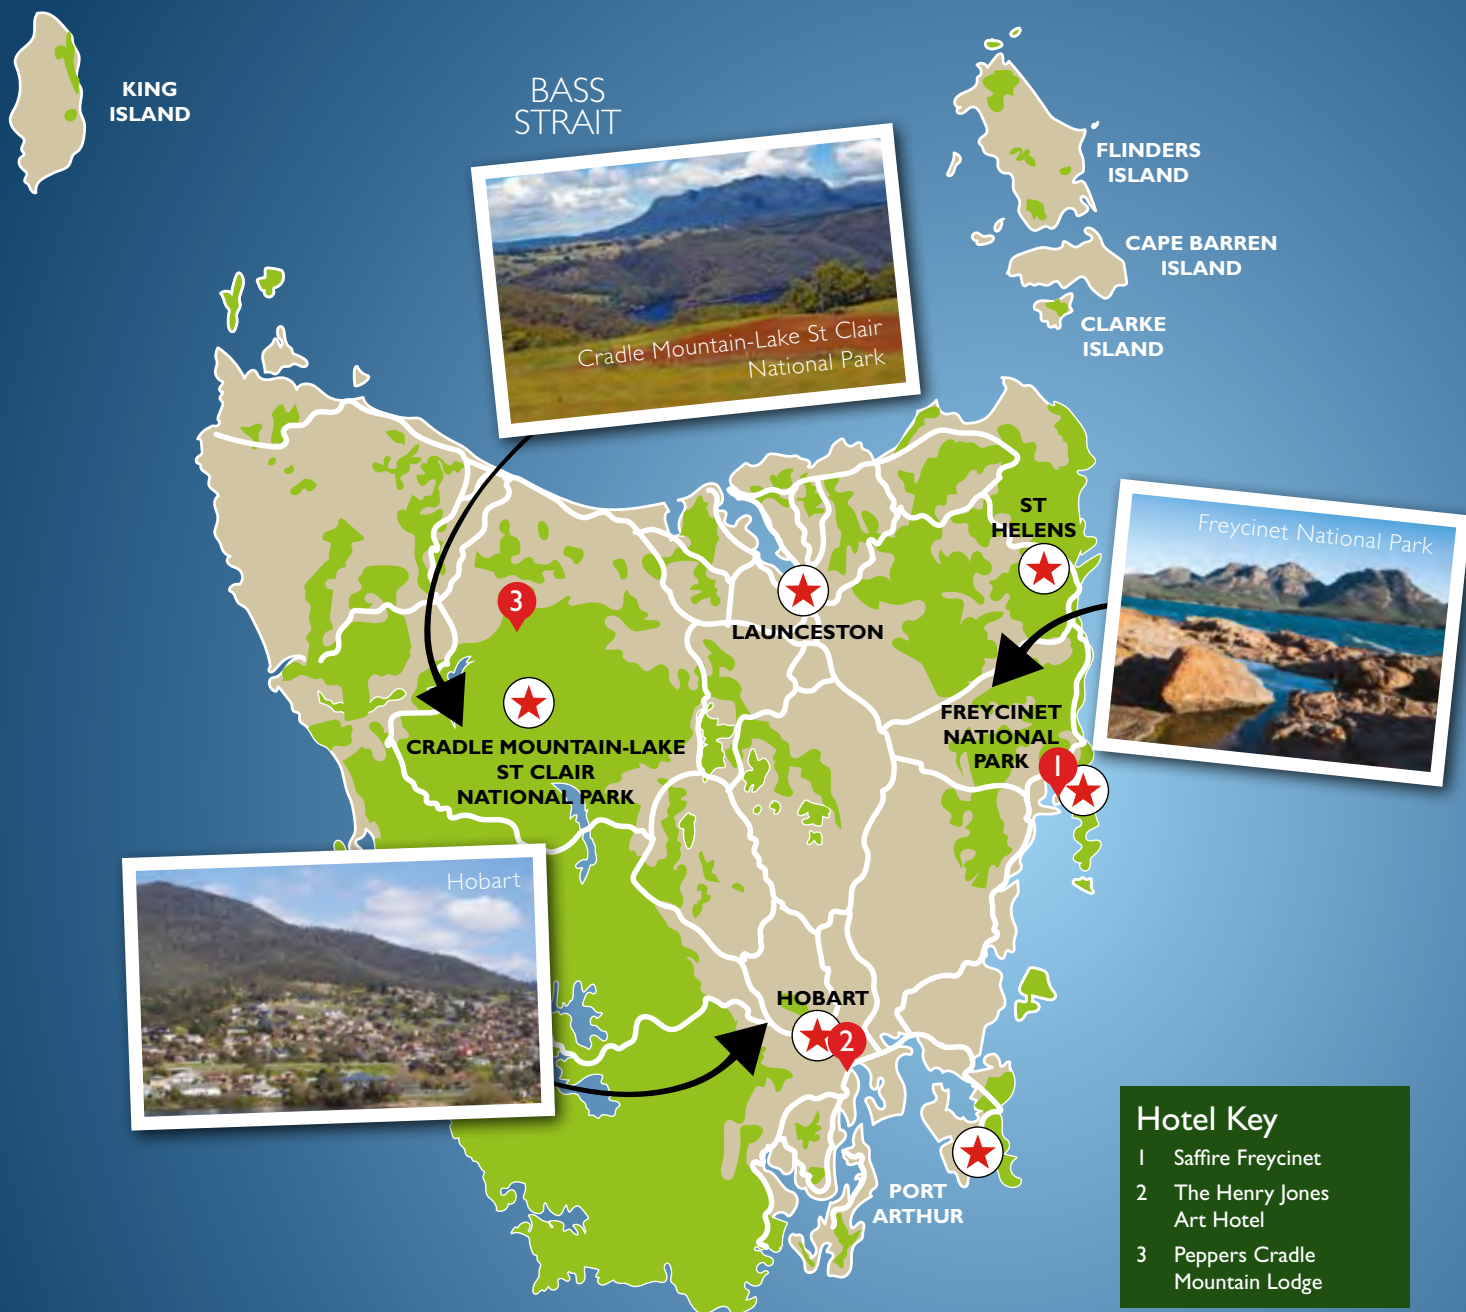 KING
ISLAND
BASS
STRAIT
FLINDERS
ISLAND
CAPE BARREN
ISLAND
CLARKE
ISLAND
Cradle Mountain-Lake St Clair
National Park
ST
HELENS
Freycinet National Park
3
LAUNCESTON
CRADLE MOUNTAIN-LAKE
ST CLAIR
NATIONAL PARK
FREYCINET
NATIONAL
PARK
1
Hobart
HOBART
2
PORT
ARTHUR
Hotel Key
1 Saffire Freycinet
2 The Henry Jones
Art Hotel
3 Peppers Cradle
Mountain Lodge